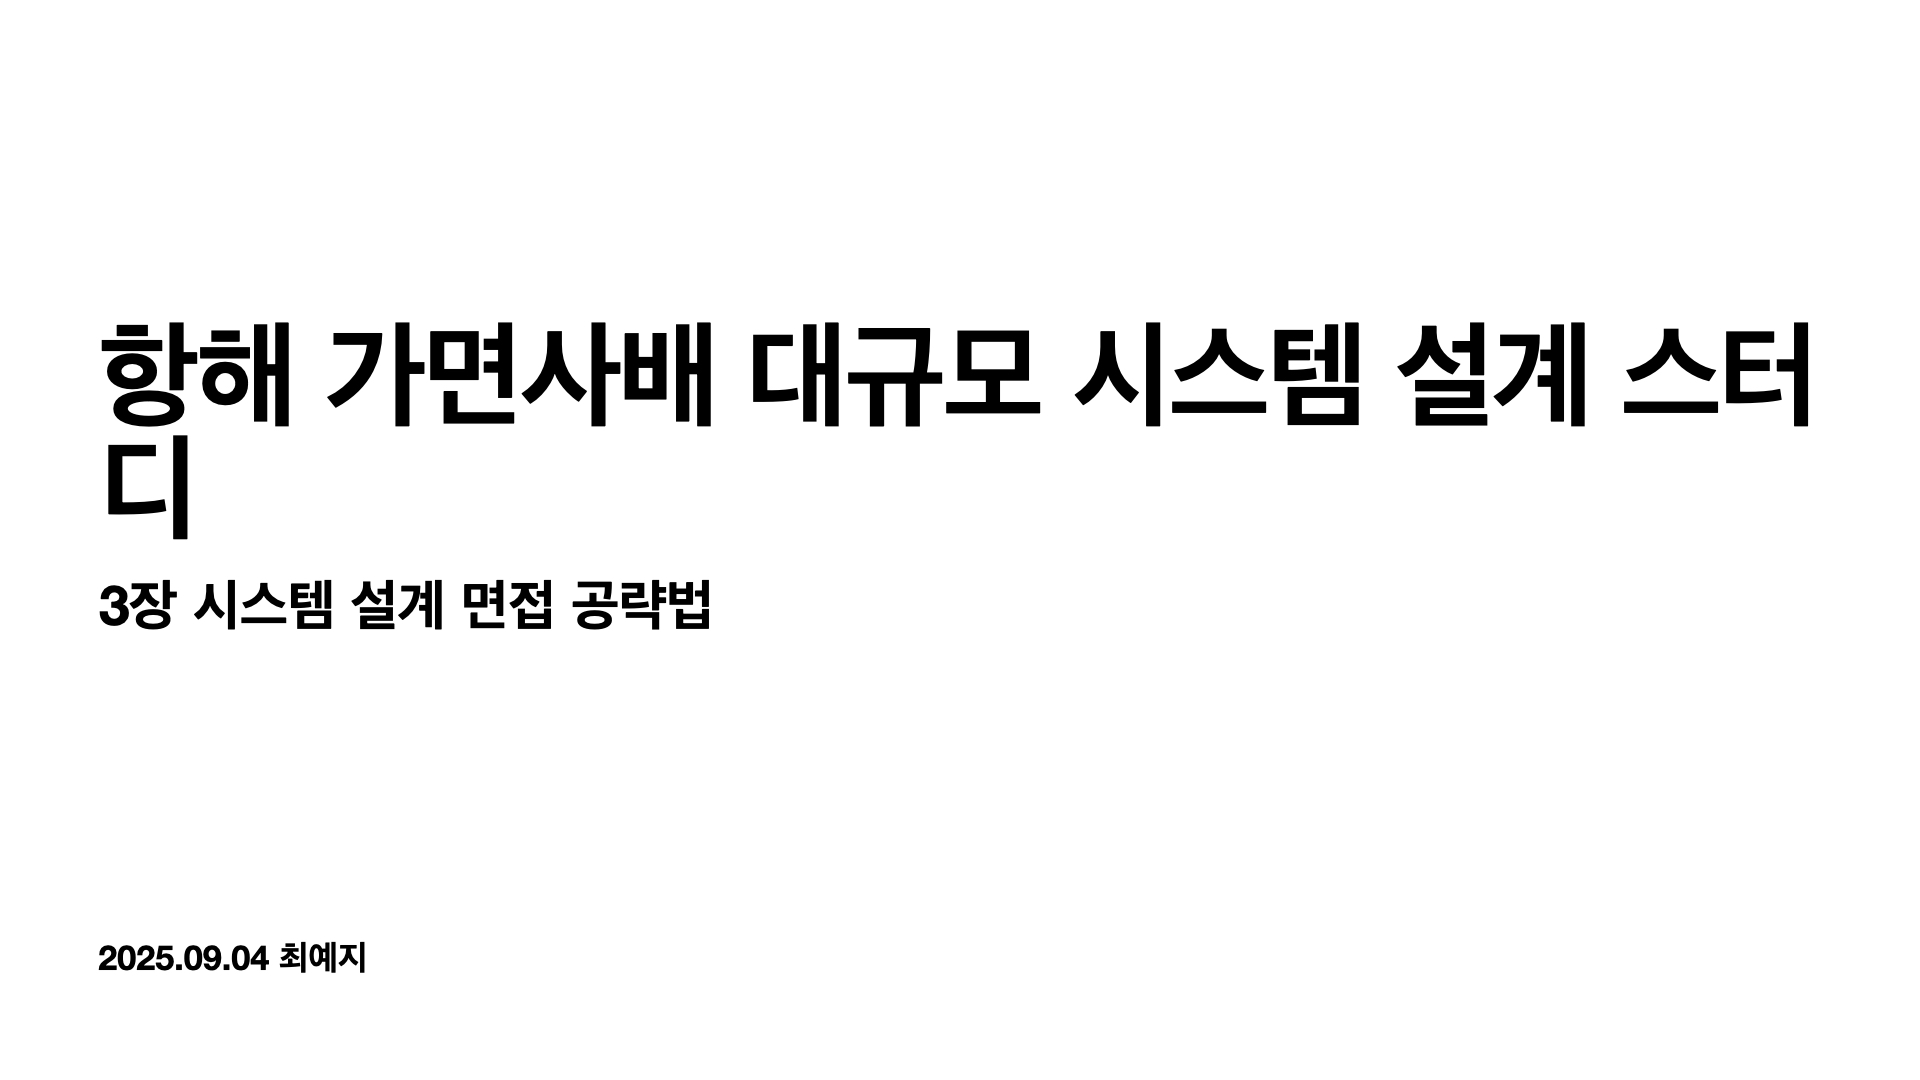 항해 가면사배 대규모 시스템 설계 스터
디
3장 시스템 설계 면접 공략법
2025.09.04 최예지